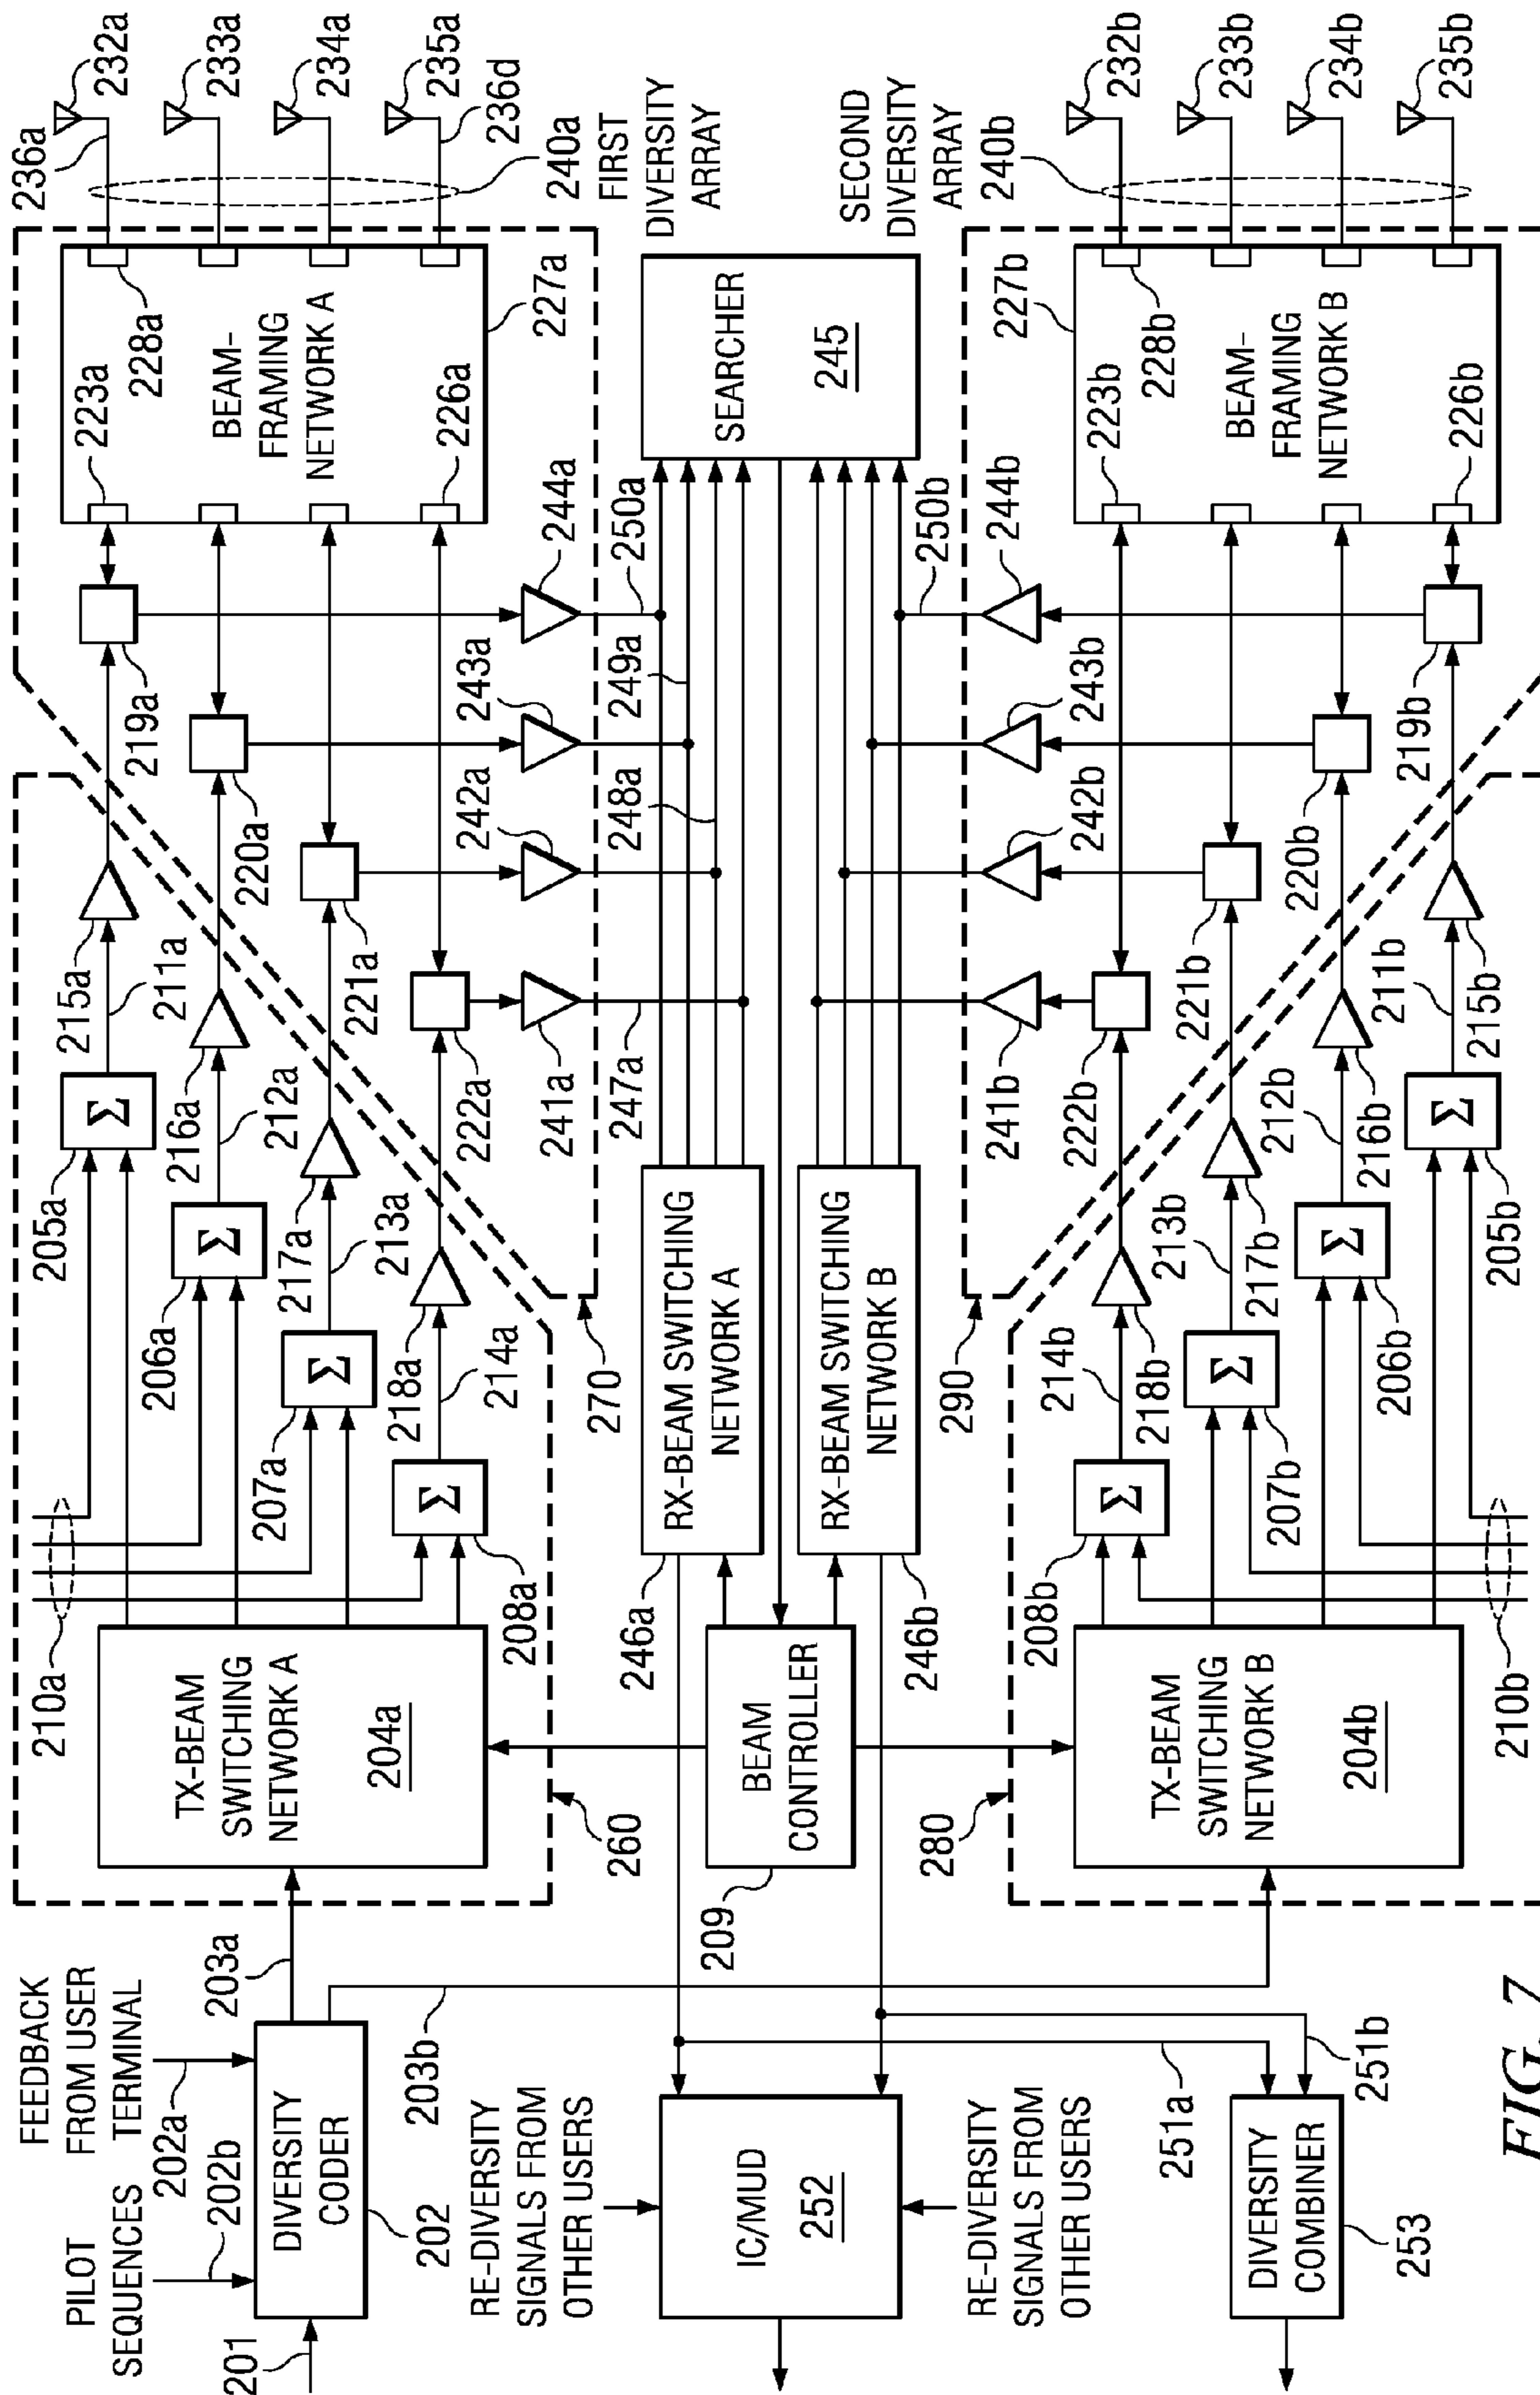 FEEDBACK
FROM USER
TERMINAL
PILOT
SEQUENCES
202a
202b
201
DIVERSITY
CODER
202
203a
203b
210a
TX-BEAM
SWITCHING
NETWORK A
204a
205a
Σ
206a
Σ
207a
Σ
208a
Σ
215a
211a
216a
212a
217a
213a
218a
214a
260
219a
220a
221a
222a
223a
228a
BEAM-
FRAMING
NETWORK A
226a
227a
236a
232a
233a
234a
235a
236d
240a
FIRST
DIVERSITY
ARRAY
241a
242a
243a
244a
247a
248a
249a
250a
270
RE-DIVERSITY
SIGNALS FROM
OTHER USERS
IC/MUD
252
RE-DIVERSITY
SIGNALS FROM
OTHER USERS
209
BEAM
CONTROLLER
246a
RX-BEAM SWITCHING
NETWORK A
RX-BEAM SWITCHING
NETWORK B
246b
SEARCHER
245
SECOND
DIVERSITY
ARRAY
240b
251a
251b
DIVERSITY
COMBINER
253
280
TX-BEAM
SWITCHING
NETWORK B
204b
210b
208b
Σ
207b
Σ
206b
Σ
205b
Σ
214b
218b
213b
217b
212b
216b
211b
215b
290
222b
221b
220b
219b
241b
242b
243b
244b
250b
227b
223b
228b
BEAM-
FRAMING
NETWORK B
226b
232b
233b
234b
235b
FIG. 7